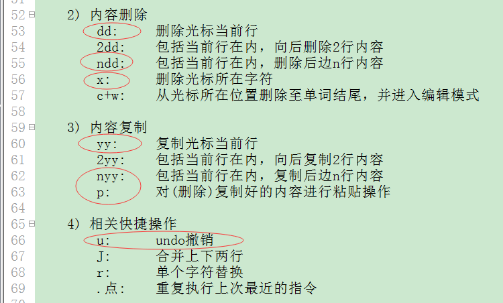 52 2) 内容删除
53 dd: 删除光标当前行
54 2dd: 包括当前行在内，向后删除2行内容
55 ndd: 包括当前行在内，删除后边n行内容
56 x: 删除光标所在字符
57 c+w: 从光标所在位置删除至单词结尾，并进入编辑模式
58
59 3) 内容复制
60 yy: 复制光标当前行
61 2yy: 包括当前行在内，向后复制2行内容
62 nyy: 包括当前行在内，复制后边n行内容
63 p: 对(删除)复制好的内容进行粘贴操作
64
65 4) 相关快捷操作
66 u: undo撤销
67 J: 合并上下两行
68 r: 单个字符替换
69 .点: 重复执行上次最近的指令